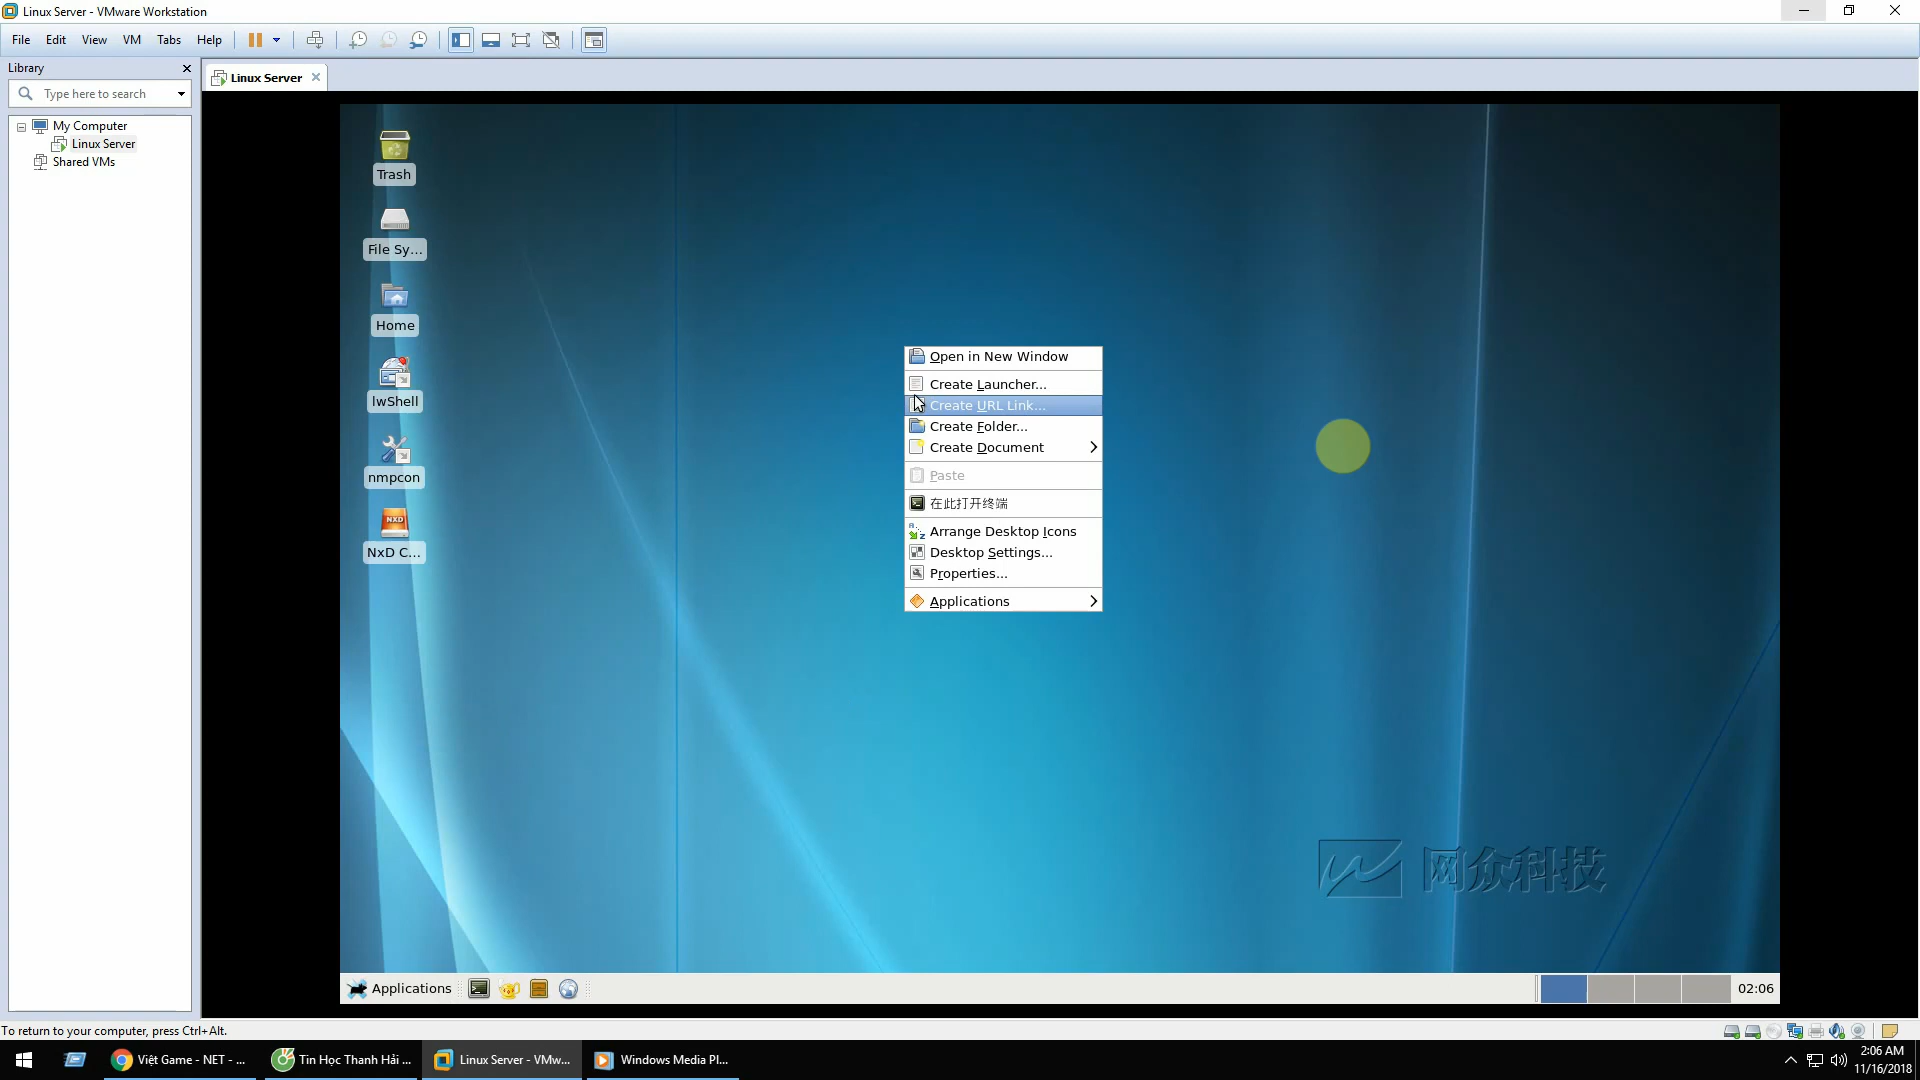 Linux Server - VMware Workstation
File Edit View VM Tabs Help
Library
Type here to search
My Computer
Linux Server
Shared VMs
Linux Server
Trash
File Sy...
Home
lwShell
nmpcon
NXD
NxD C...
Open in New Window
Create Launcher...
Create URL Link...
Create Folder...
Create Document
Paste
在此打开终端
Arrange Desktop Icons
Desktop Settings...
Properties...
Applications
网众科技
Applications
02:06
To return to your computer, press Ctrl+Alt.
Việt Game - NET - ...
Tin Học Thanh Hải ...
Linux Server - VMw...
Windows Media Pl...
2:06 AM
11/16/2018